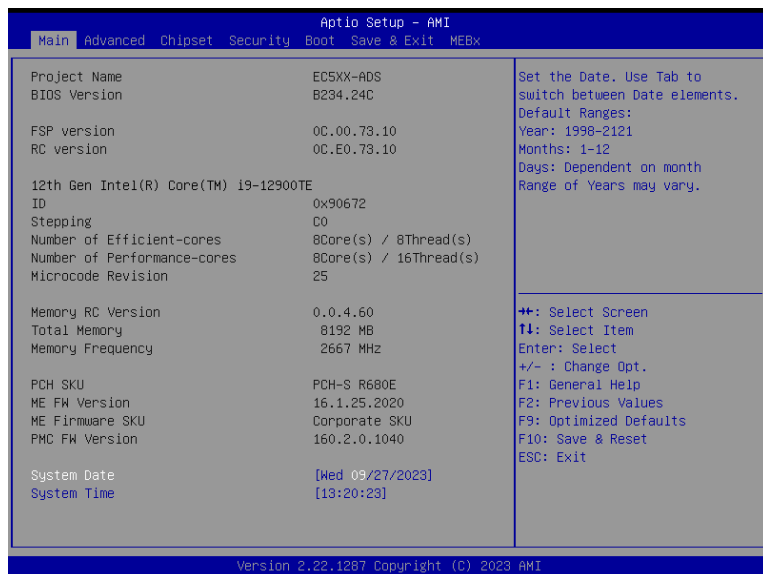 Aptio Setup - AMI
Main Advanced Chipset Security Boot Save & Exit MEBx
Project Name EC5XX-ADS
BIOS Version B234.24C
FSP version 0C.00.73.10
RC version 0C.E0.73.10
12th Gen Intel(R) Core(TM) i9-12900TE
ID 0x90672
Stepping C0
Number of Efficient-cores 8Core(s) / 8Thread(s)
Number of Performance-cores 8Core(s) / 16Thread(s)
Microcode Revision 25
Memory RC Version 0.0.4.60
Total Memory 8192 MB
Memory Frequency 2667 MHz
PCH SKU PCH-S R680E
ME FW Version 16.1.25.2020
ME Firmware SKU Corporate SKU
PMC FW Version 160.2.0.1040
System Date [Wed 09/27/2023]
System Time [13:20:23]
Set the Date. Use Tab to
switch between Date elements.
Default Ranges:
Year: 1998-2121
Months: 1-12
Days: Dependent on month
Range of Years may vary.
→←: Select Screen
↑↓: Select Item
Enter: Select
+/- : Change Opt.
F1: General Help
F2: Previous Values
F9: Optimized Defaults
F10: Save & Reset
ESC: Exit
Version 2.22.1287 Copyright (C) 2023 AMI